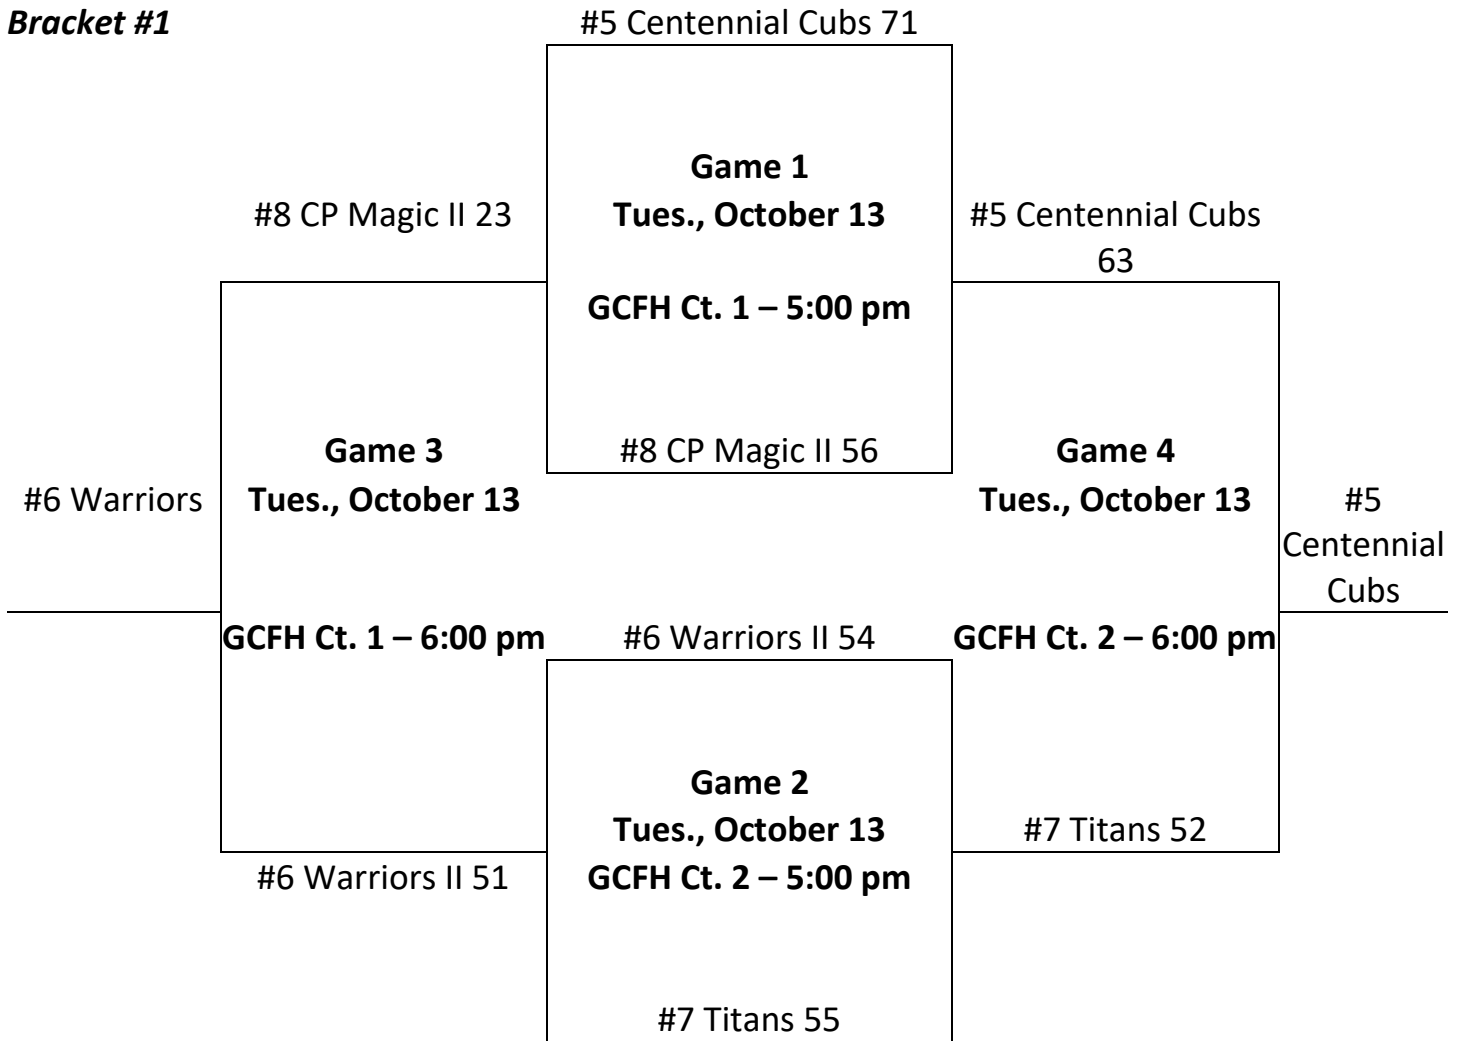 Bracket #1
#5 Centennial Cubs 71
Game 1
#8 CP Magic II 23
Tues., October 13
#5 Centennial Cubs
63
GCFH Ct. 1 – 5:00 pm
Game 3
#8 CP Magic II 56
Game 4
#6 Warriors
Tues., October 13
Tues., October 13
#5
Centennial
Cubs
GCFH Ct. 1 – 6:00 pm
#6 Warriors II 54
GCFH Ct. 2 – 6:00 pm
Game 2
Tues., October 13
#7 Titans 52
#6 Warriors II 51
GCFH Ct. 2 – 5:00 pm
#7 Titans 55